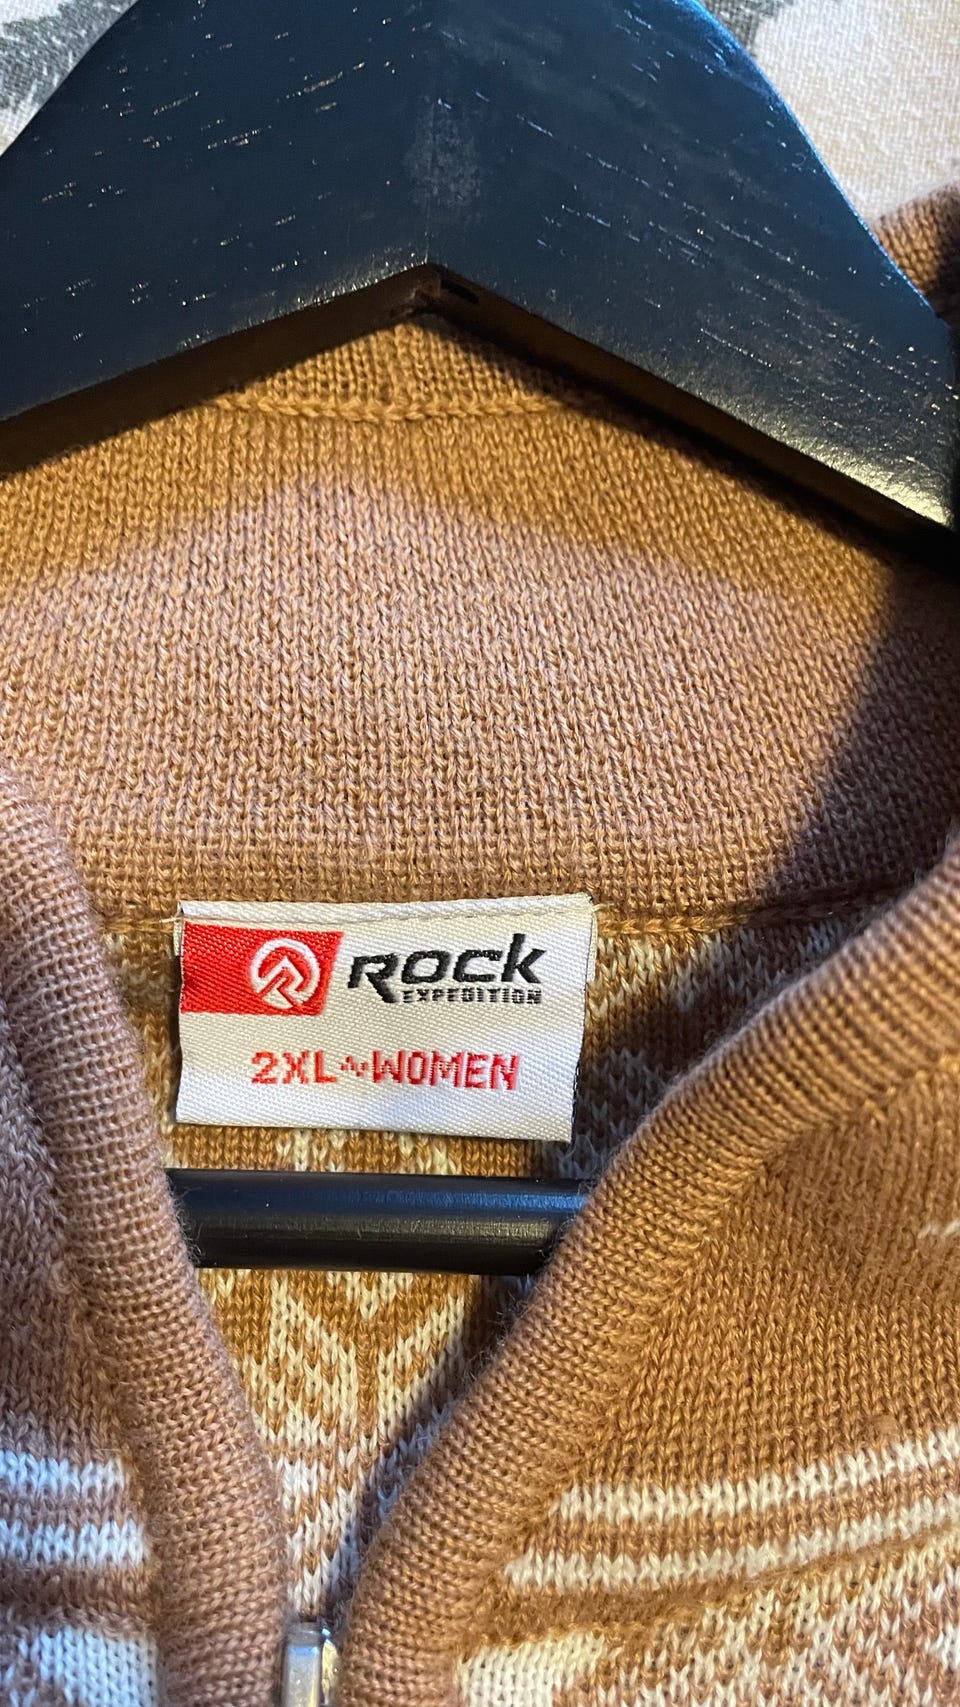 Rock
EXPEDITION
2XL WOMEN